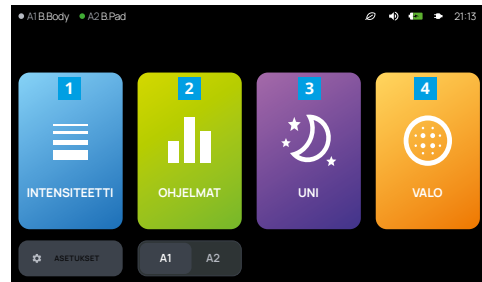 A1 B.Body A2 B.Pad 21:13
1 2 3 4
INTENSITEETTI OHJELMAT UNI VALO
ASETUKSET A1 A2